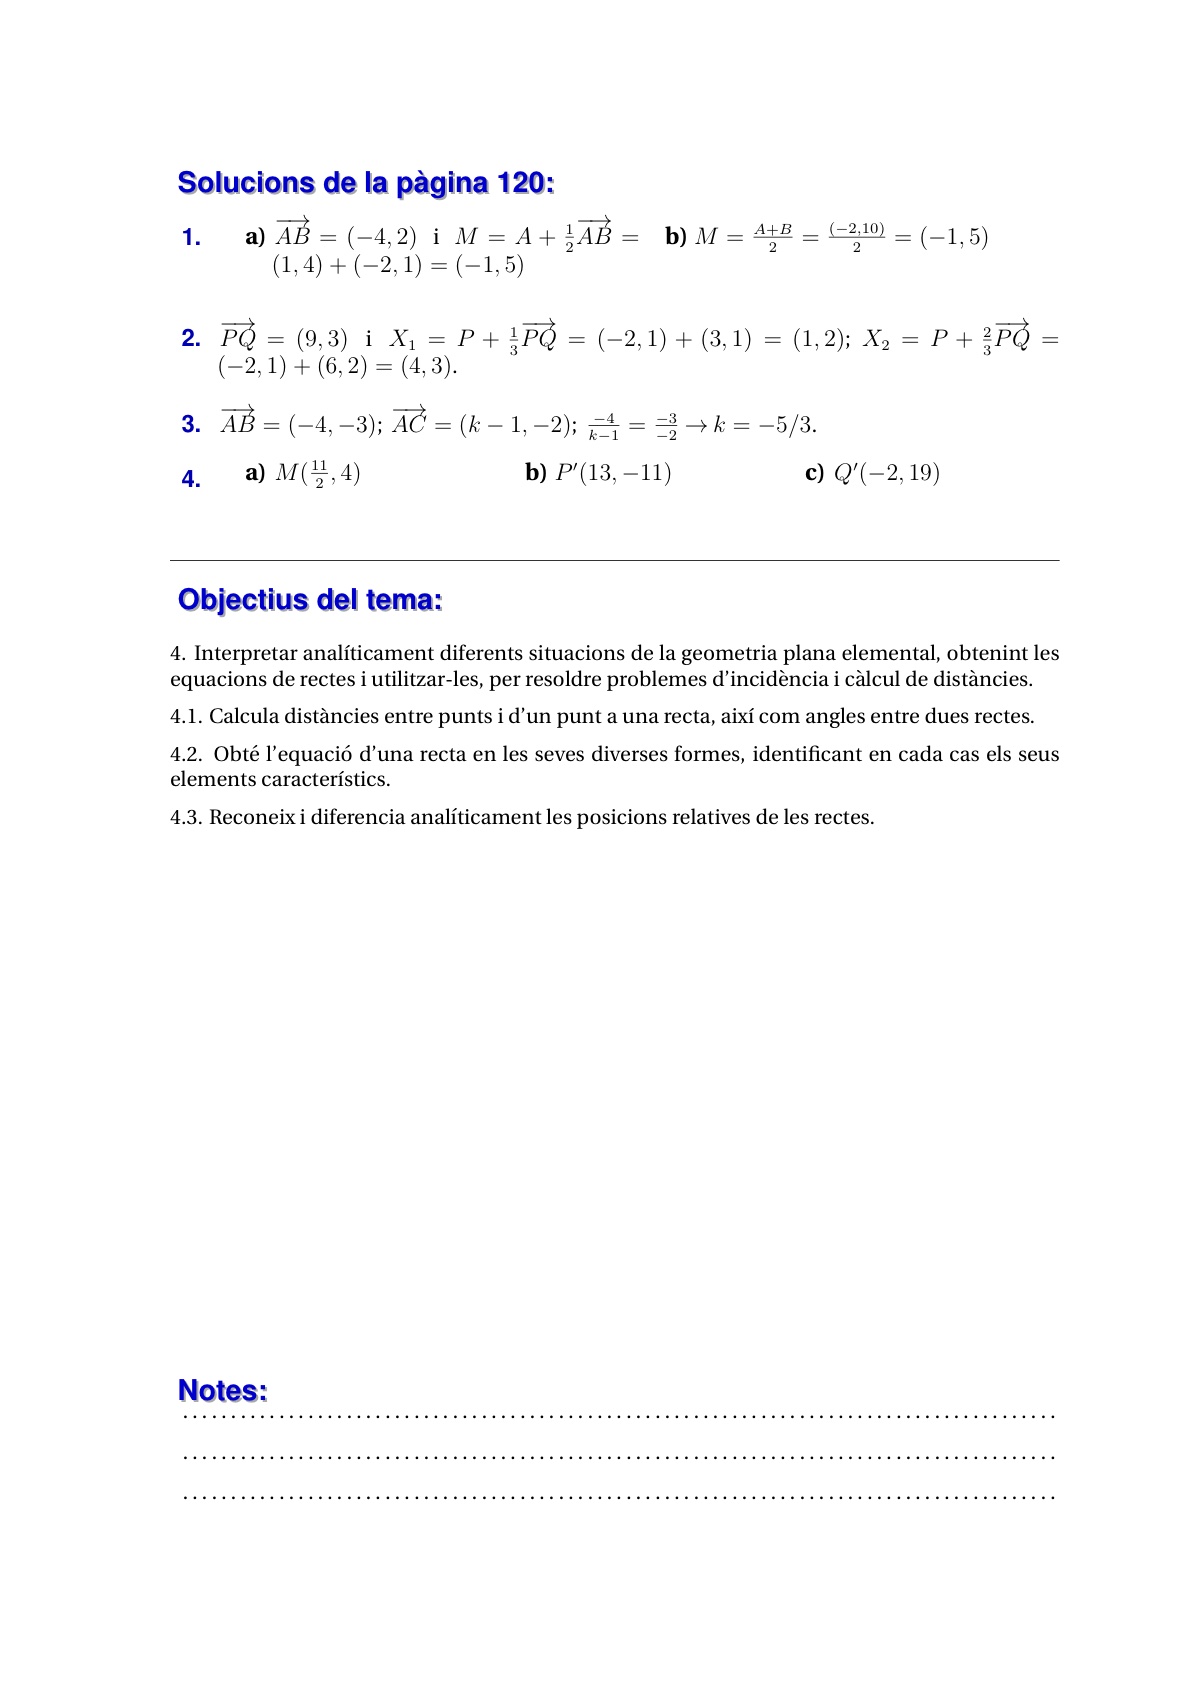 Solucions de la pàgina 120:
1. a) $\overrightarrow{AB} = (-4, 2)$ i $M = A + \frac{1}{2}\overrightarrow{AB} =$ b) $M = \frac{A+B}{2} = \frac{(-2,10)}{2} = (-1, 5)$
$(1, 4) + (-2, 1) = (-1, 5)$
2. $\overrightarrow{PQ} = (9, 3)$ i $X_1 = P + \frac{1}{3}\overrightarrow{PQ} = (-2, 1) + (3, 1) = (1, 2)$; $X_2 = P + \frac{2}{3}\overrightarrow{PQ} =$
$(-2, 1) + (6, 2) = (4, 3)$.
3. $\overrightarrow{AB} = (-4, -3)$; $\overrightarrow{AC} = (k - 1, -2)$; $\frac{-4}{k-1} = \frac{-3}{-2} \rightarrow k = -5/3$.
4. a) $M(\frac{11}{2}, 4)$ b) $P'(13, -11)$ c) $Q'(-2, 19)$
Objectius del tema:
4. Interpretar analíticament diferents situacions de la geometria plana elemental, obtenint les
equacions de rectes i utilitzar-les, per resoldre problemes d'incidència i càlcul de distàncies.
4.1. Calcula distàncies entre punts i d'un punt a una recta, així com angles entre dues rectes.
4.2. Obté l'equació d'una recta en les seves diverses formes, identificant en cada cas els seus
elements característics.
4.3. Reconeix i diferencia analíticament les posicions relatives de les rectes.
Notes: